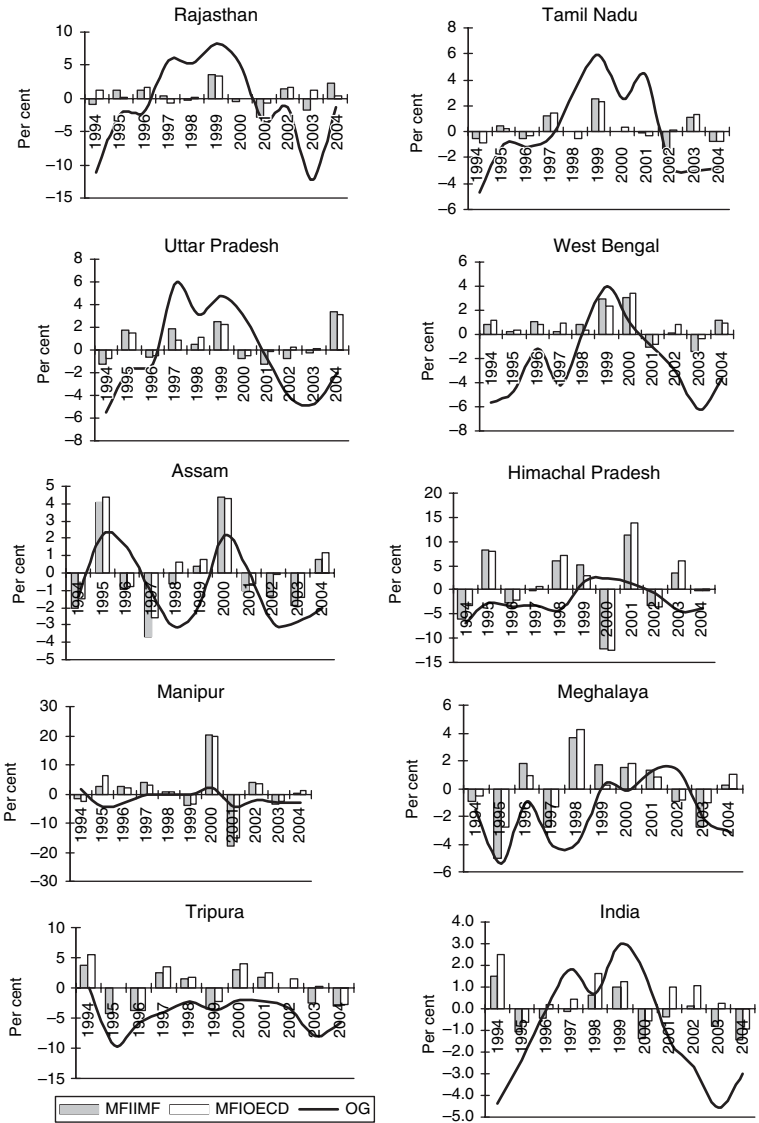 Rajasthan
Per cent
10
5
0
−5
−10
−15
1994 1995 1996 1997 1998 1999 2000 2001 2002 2003 2004
Tamil Nadu
Per cent
8
6
4
2
0
−2
−4
−6
1994 1995 1996 1997 1998 1999 2000 2001 2002 2003 2004
Uttar Pradesh
Per cent
8
6
4
2
0
−2
−4
−6
−8
1994 1995 1996 1997 1998 1999 2000 2001 2002 2003 2004
West Bengal
Per cent
6
4
2
0
−2
−4
−6
−8
1994 1995 1996 1997 1998 1999 2000 2001 2002 2003 2004
Assam
Per cent
5
4
3
2
1
0
−1
−2
−3
−4
−5
1994 1995 1996 1997 1998 1999 2000 2001 2002 2003 2004
Himachal Pradesh
Per cent
20
15
10
5
0
−5
−10
−15
1994 1995 1996 1997 1998 1999 2000 2001 2002 2003 2004
Manipur
Per cent
30
20
10
0
−10
−20
−30
1994 1995 1996 1997 1998 1999 2000 2001 2002 2003 2004
Meghalaya
Per cent
6
4
2
0
−2
−4
−6
1994 1995 1996 1997 1998 1999 2000 2001 2002 2003 2004
Tripura
Per cent
10
5
0
−5
−10
−15
1994 1995 1996 1997 1998 1999 2000 2001 2002 2003 2004
India
Per cent
4.0
3.0
2.0
1.0
0.0
−1.0
−2.0
−3.0
−4.0
−5.0
1994 1995 1996 1997 1998 1999 2000 2001 2002 2003 2004
MFIIMF MFIOECD OG